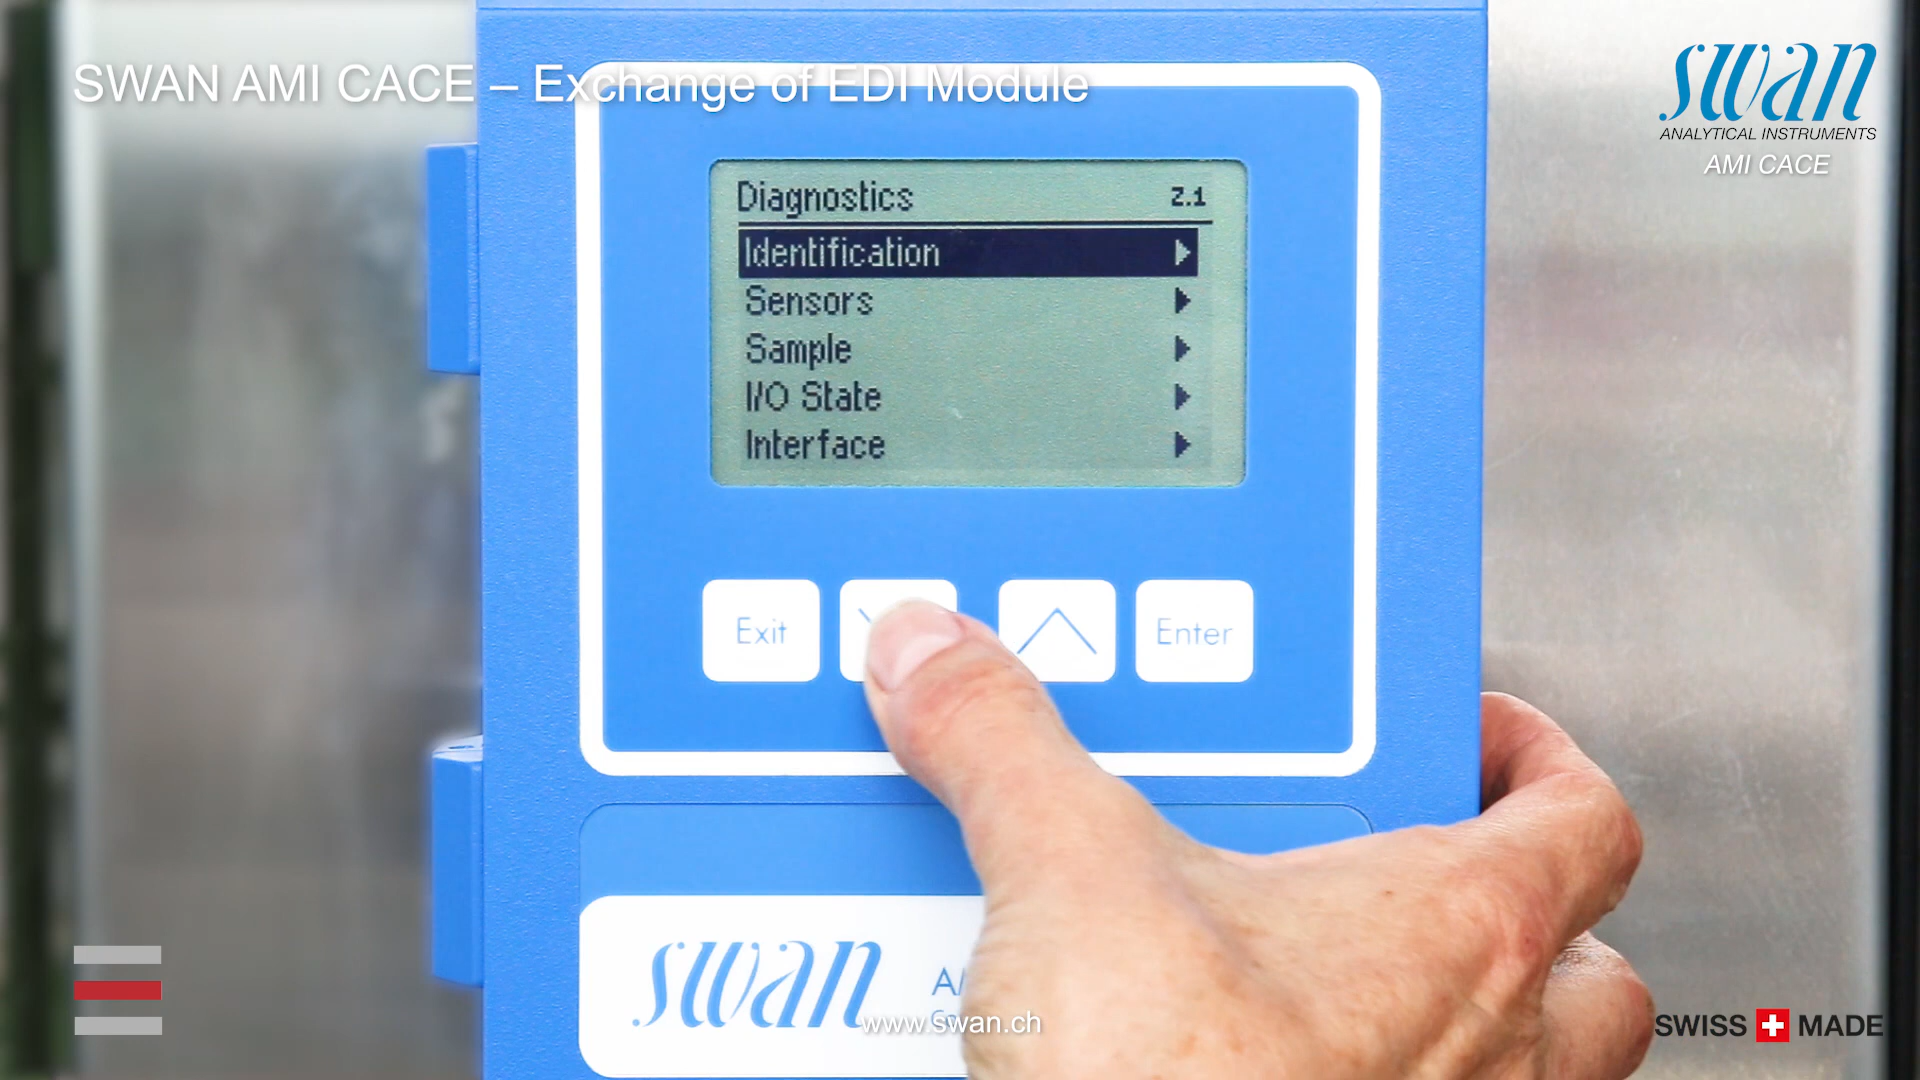 SWAN AMI CACE – Exchange of EDI Module
swan
ANALYTICAL INSTRUMENTS
AMI CACE
Diagnostics 2.1
Identification
Sensors
Sample
I/O State
Interface
Exit
Enter
swan
www.swan.ch
SWISS MADE